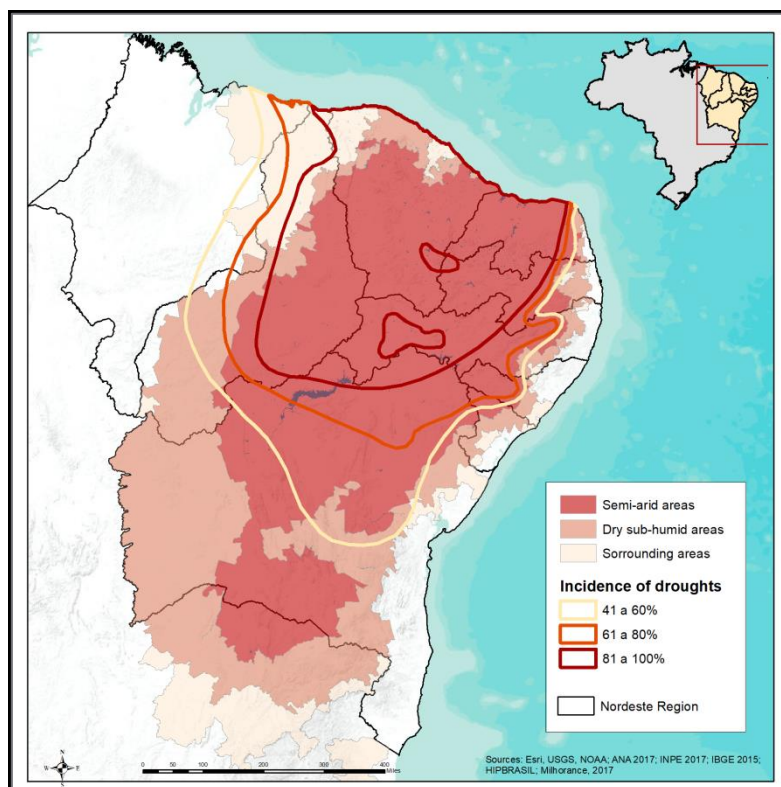 Semi-arid areas
Dry sub-humid areas
Sorrounding areas
Incidence of droughts
41 a 60%
61 a 80%
81 a 100%
Nordeste Region
N
W E
S
0 50 100 200 300 400
Miles
Sources: Esri, USGS, NOAA; ANA 2017; INPE 2017; IBGE 2015;
HIPBRASIL; Milhorance, 2017